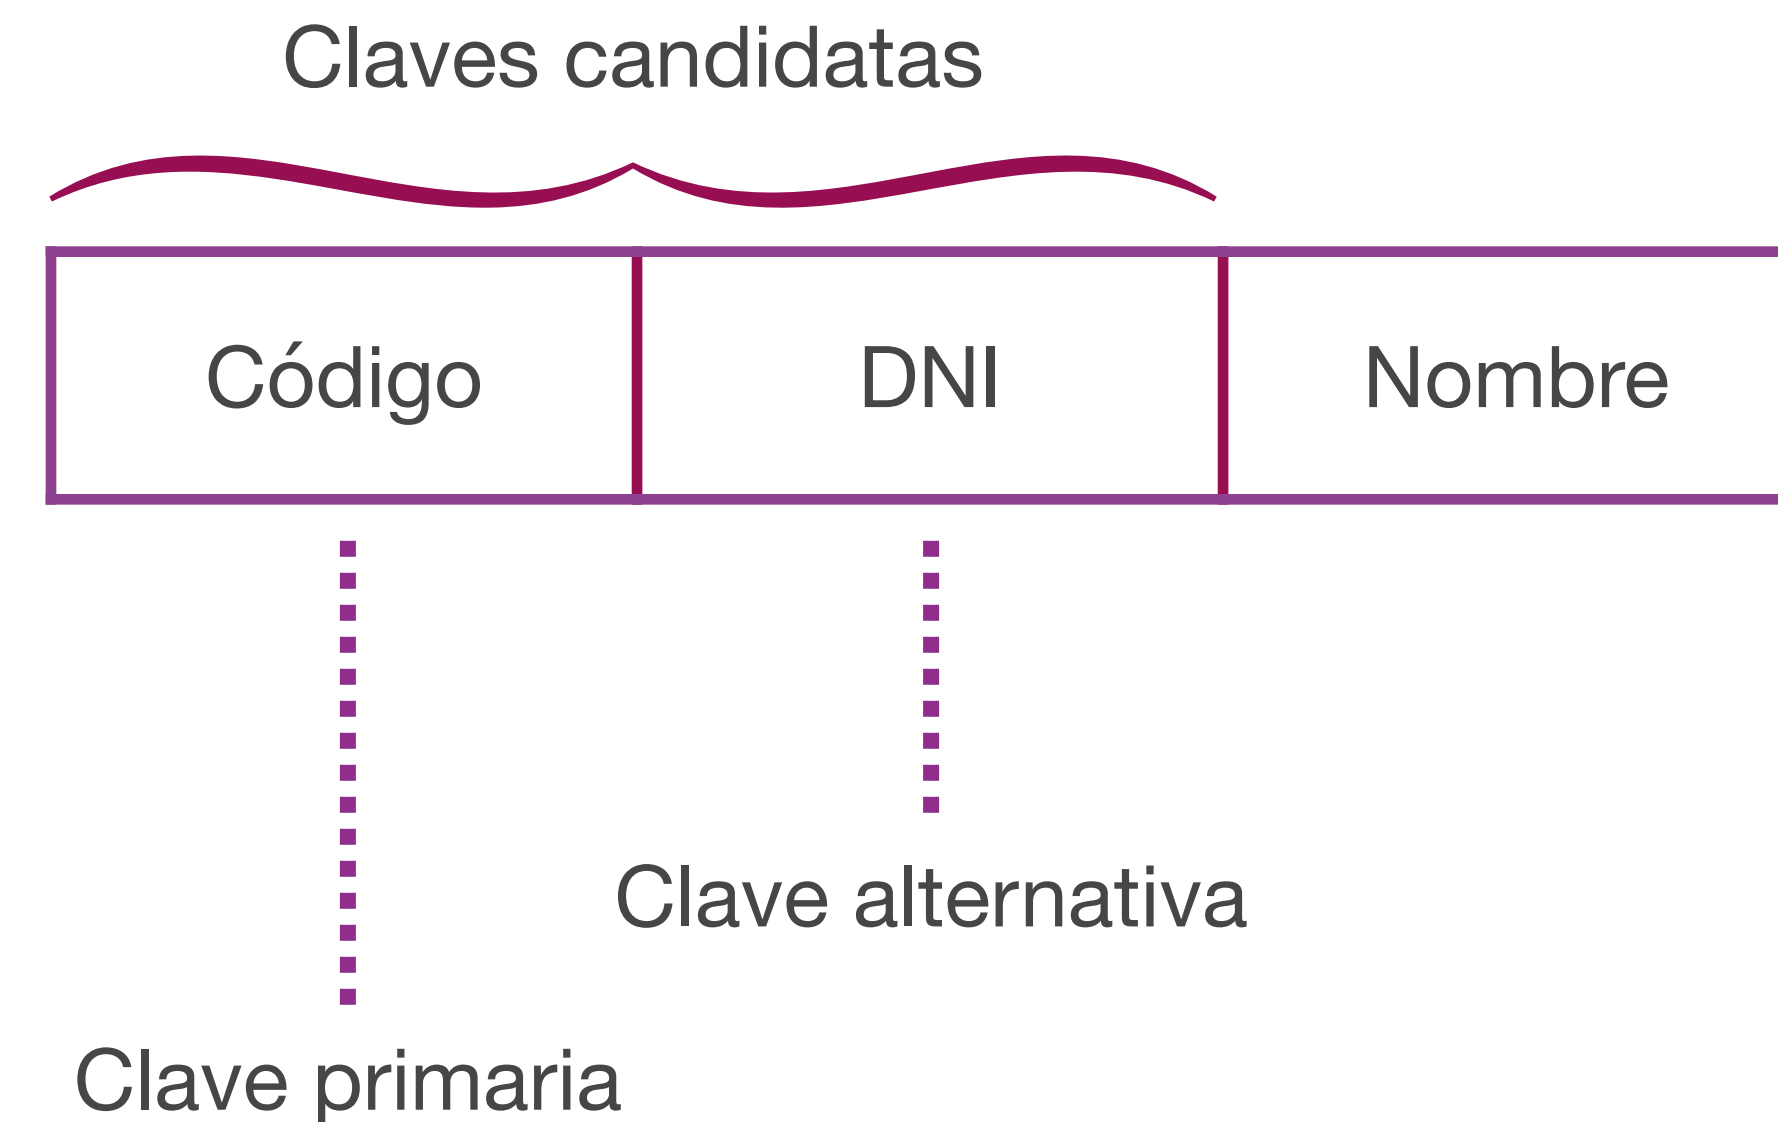 Claves candidatas
Código DNI Nombre
Clave alternativa
Clave primaria